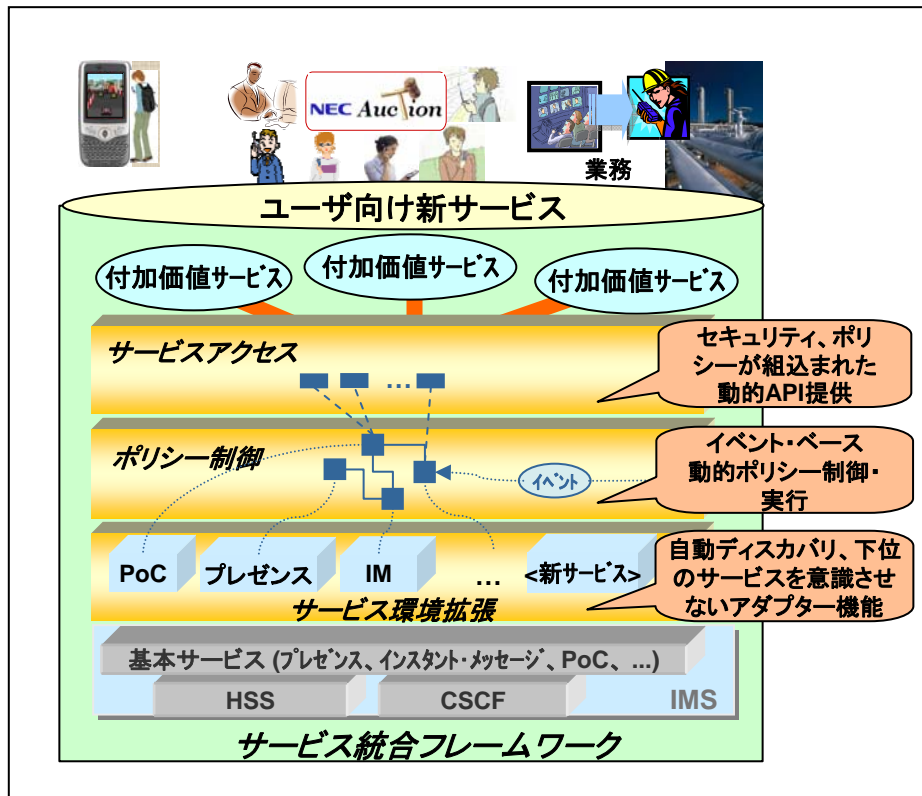 NEC Auction
業務
ユーザ向け新サービス
付加価値ｻｰﾋﾞｽ
付加価値ｻｰﾋﾞｽ
付加価値ｻｰﾋﾞｽ
サービスアクセス
...
セキュリティ、ポリ
シーが組込まれた
動的API提供
ポリシー制御
ｲﾍﾞﾝﾄ
イベント・ベース
動的ポリシー制御・
実行
PoC
プレゼンス
IM
...
<新サービス>
サービス環境拡張
自動ディスカバリ、下位
のサービスを意識させ
ないアダプター機能
基本サービス (ﾌﾟﾚｾﾞﾝｽ、ｲﾝｽﾀﾝﾄ・ﾒｯｾｰｼﾞ、PoC、...)
HSS
CSCF
IMS
サービス統合フレームワーク